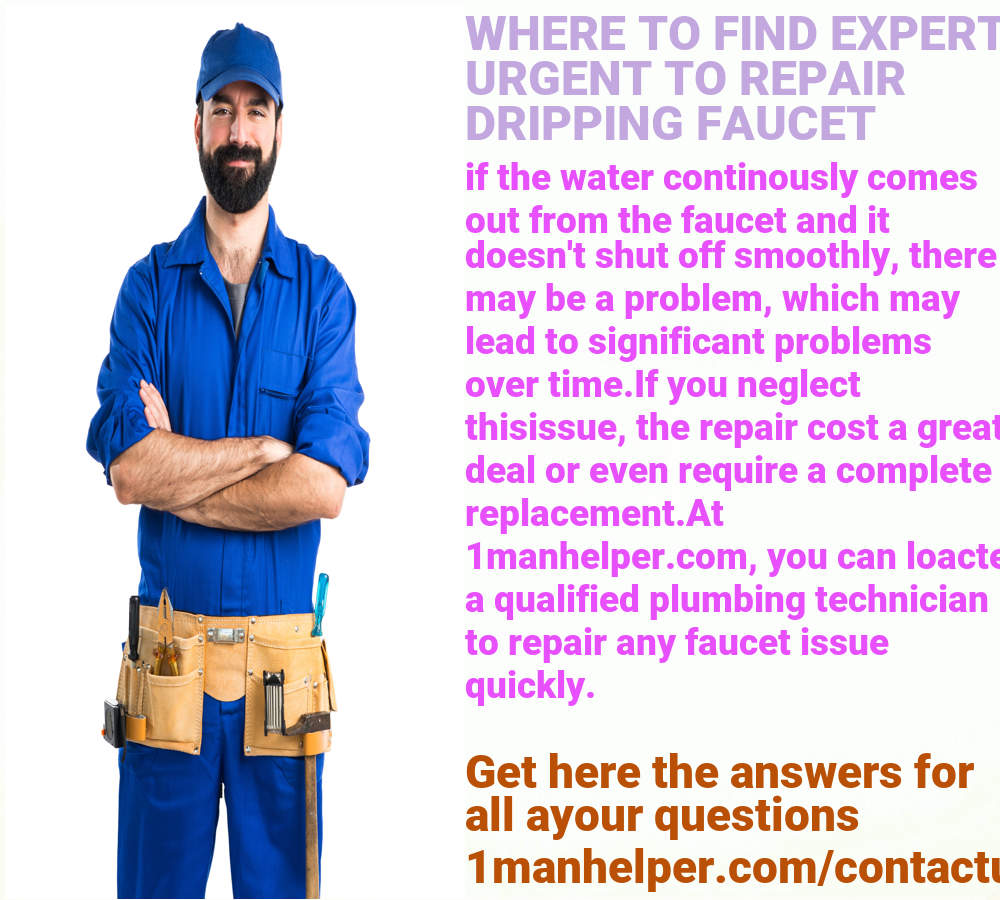 WHERE TO FIND EXPERT
URGENT TO REPAIR
DRIPPING FAUCET
if the water continously comes
out from the faucet and it
doesn't shut off smoothly, there
may be a problem, which may
lead to significant problems
over time.If you neglect
thisissue, the repair cost a great
deal or even require a complete
replacement.At
1manhelper.com, you can loacte
a qualified plumbing technician
to repair any faucet issue
quickly.
Get here the answers for
all ayour questions
1manhelper.com/contactu